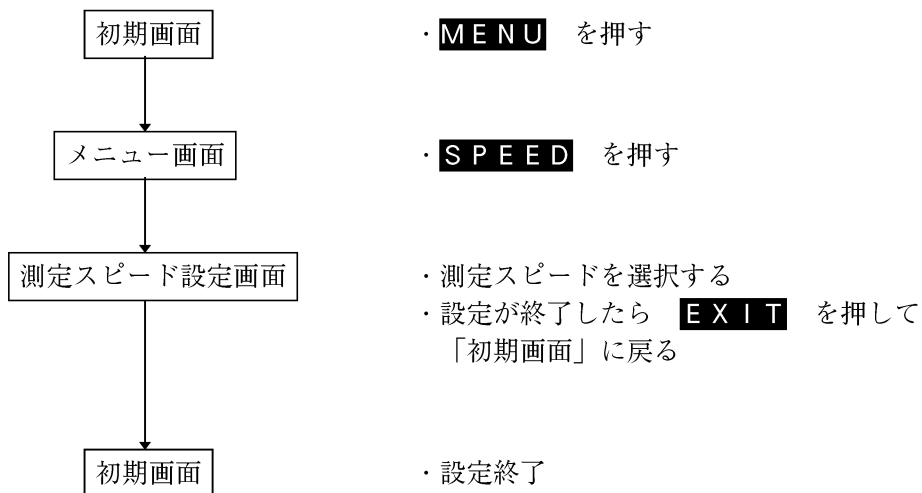 初期画面 ・MENU を押す
メニュー画面 ・SPEED を押す
測定スピード設定画面 ・測定スピードを選択する
・設定が終了したら EXIT を押して
「初期画面」に戻る
初期画面 ・設定終了